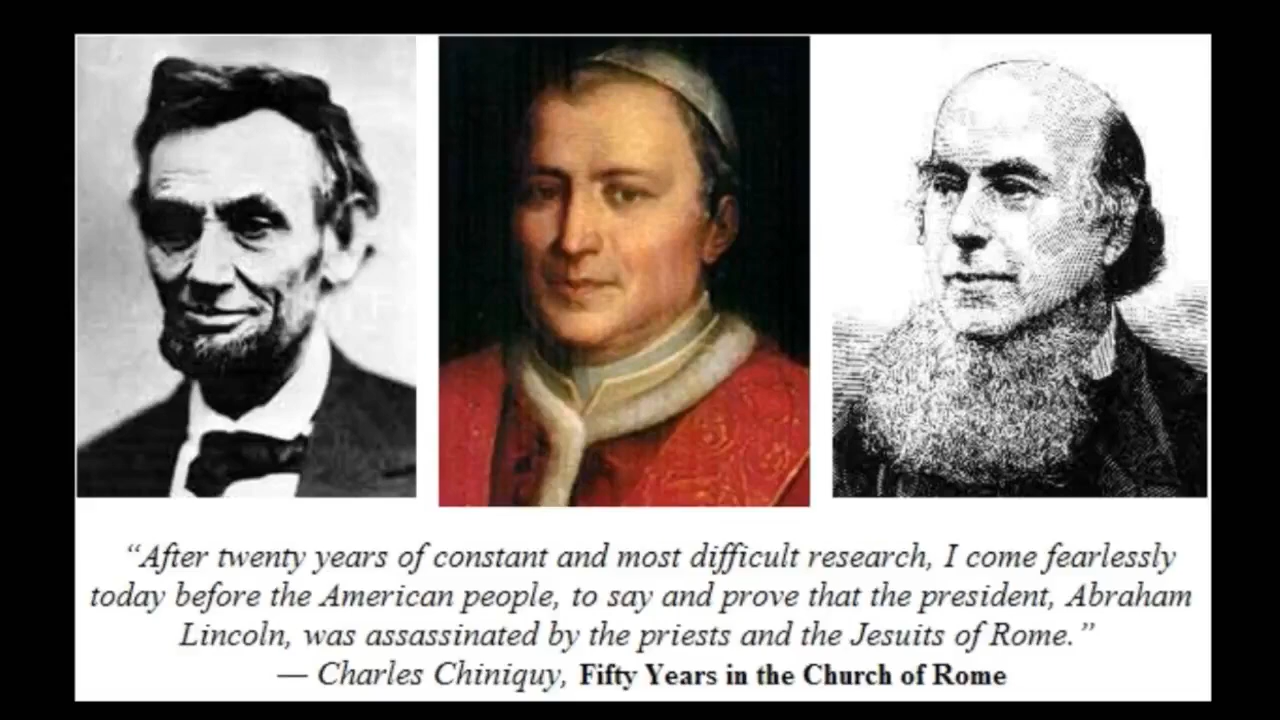 “After twenty years of constant and most difficult research, I come fearlessly
today before the American people, to say and prove that the president, Abraham
Lincoln, was assassinated by the priests and the Jesuits of Rome.”
— Charles Chiniquy, Fifty Years in the Church of Rome